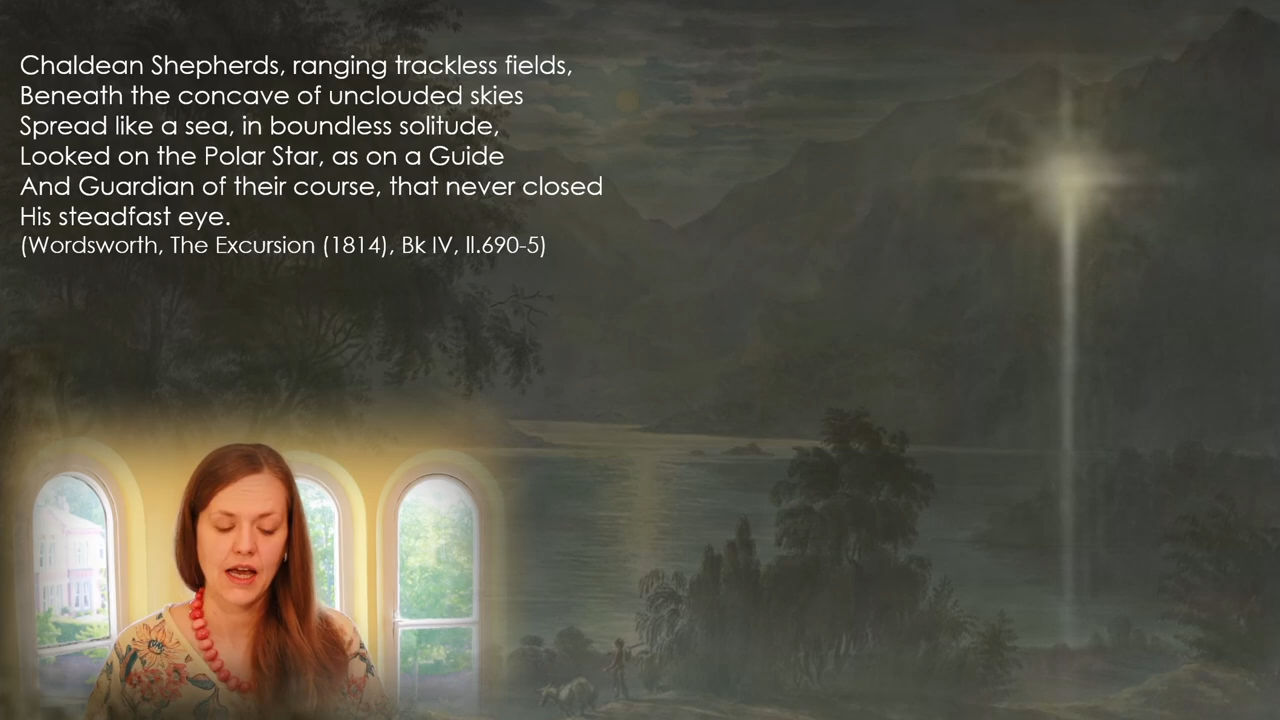 Chaldean Shepherds, ranging trackless fields,
Beneath the concave of unclouded skies
Spread like a sea, in boundless solitude,
Looked on the Polar Star, as on a Guide
And Guardian of their course, that never closed
His steadfast eye.
(Wordsworth, The Excursion (1814), Bk IV, ll.690-5)